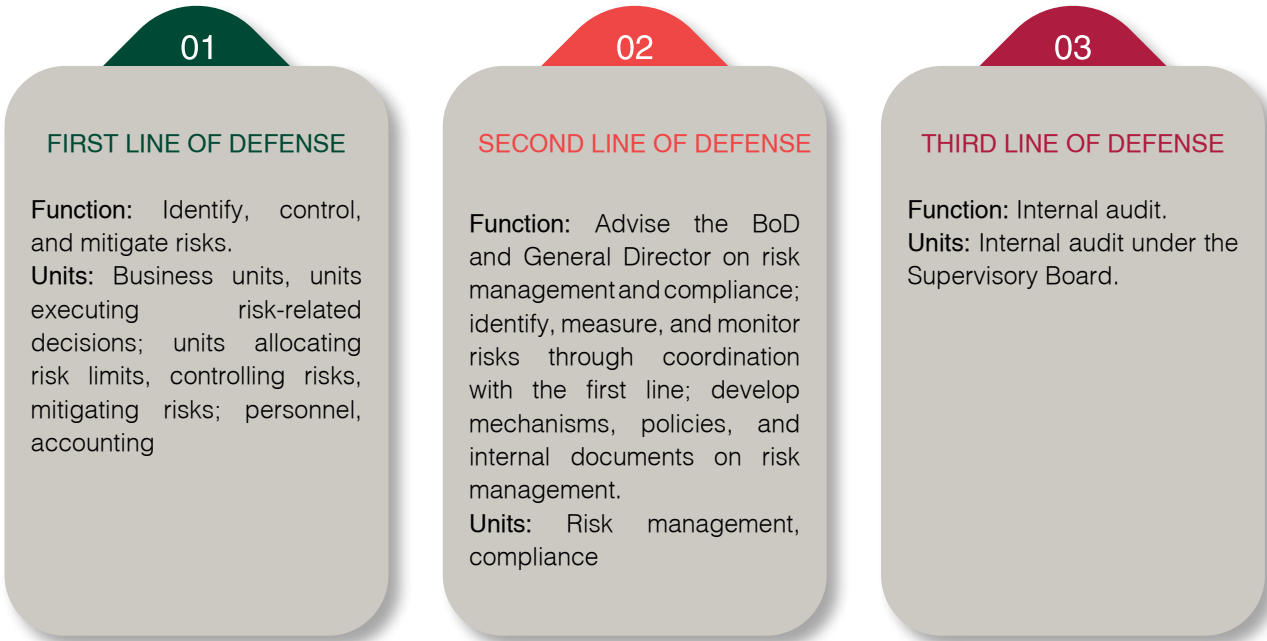 01
FIRST LINE OF DEFENSE
Function: Identify, control,
and mitigate risks.
Units: Business units, units
executing risk-related
decisions; units allocating
risk limits, controlling risks,
mitigating risks; personnel,
accounting
02
SECOND LINE OF DEFENSE
Function: Advise the BoD
and General Director on risk
management and compliance;
identify, measure, and monitor
risks through coordination
with the first line; develop
mechanisms, policies, and
internal documents on risk
management.
Units: Risk management,
compliance
03
THIRD LINE OF DEFENSE
Function: Internal audit.
Units: Internal audit under the
Supervisory Board.